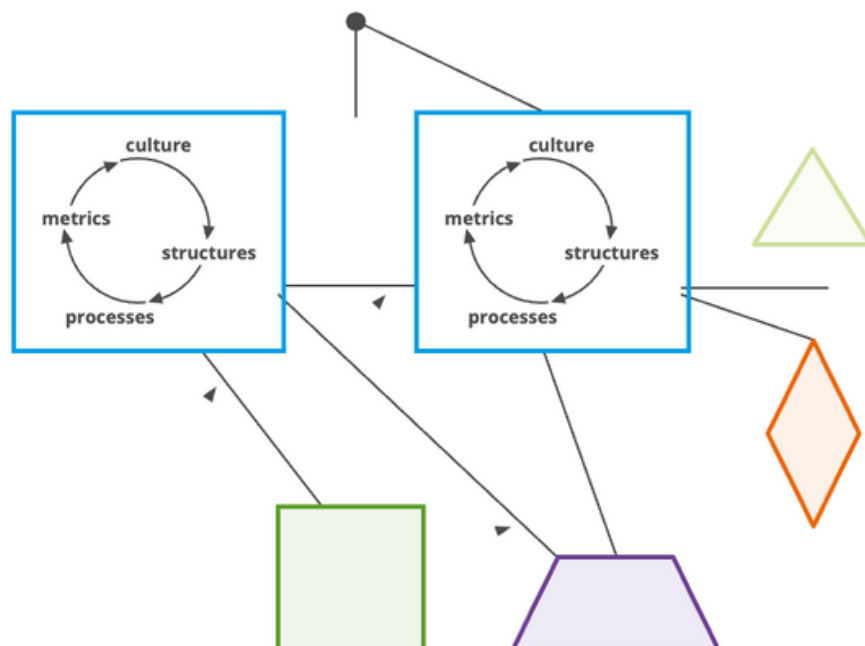 culture
metrics
structures
processes
culture
metrics
structures
processes